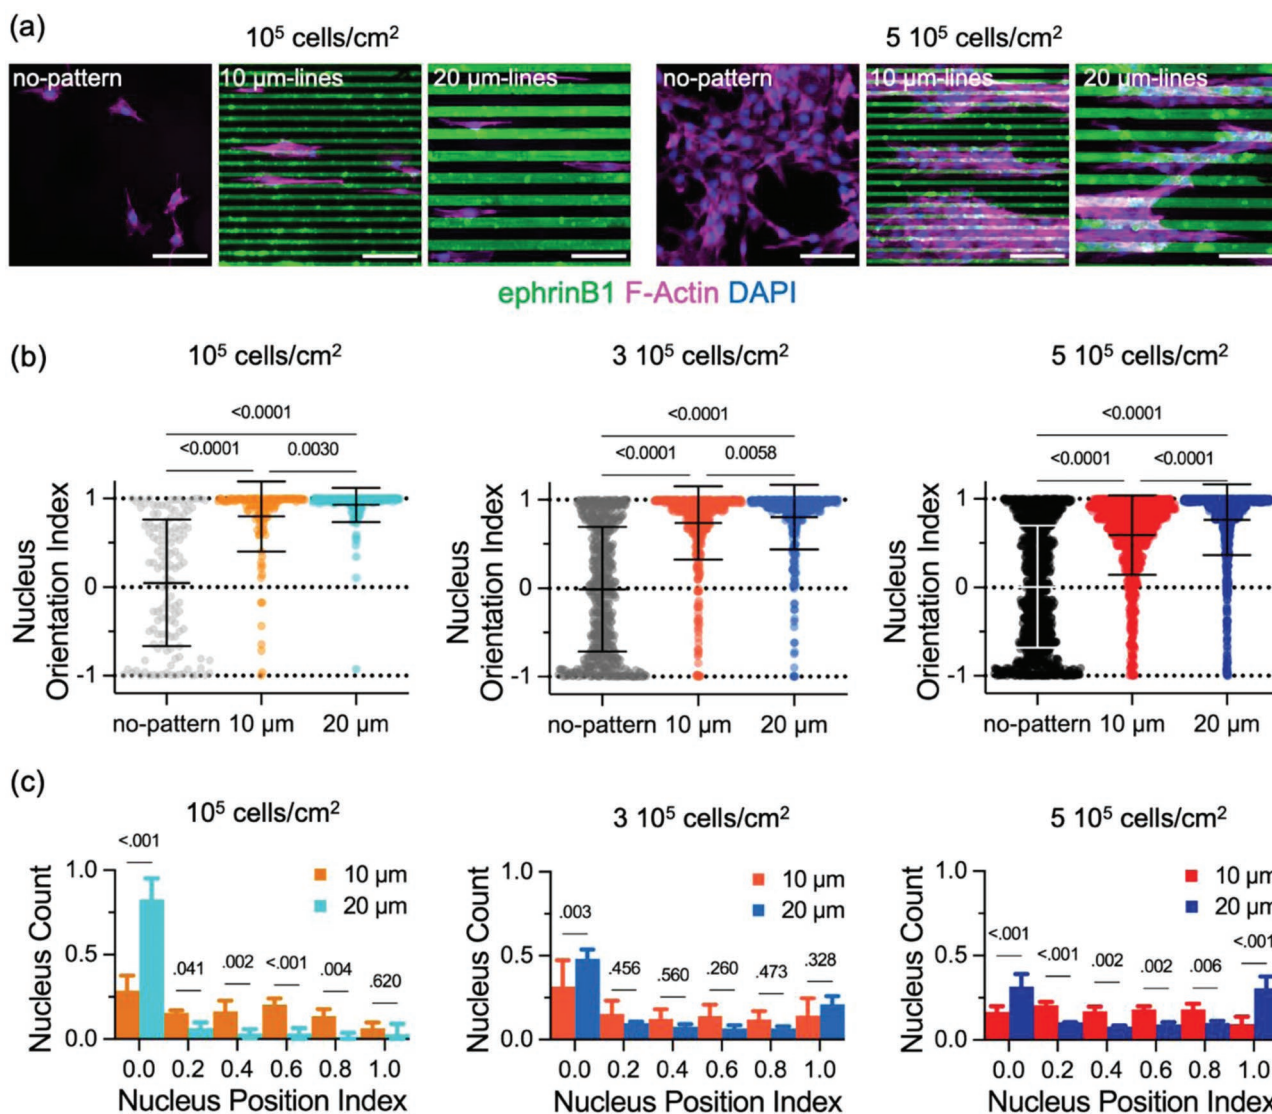 (a)
10⁵ cells/cm² 5 10⁵ cells/cm²
no-pattern 10 µm-lines 20 µm-lines no-pattern 10 µm-lines 20 µm-lines
ephrinB1 F-Actin DAPI
(b)
10⁵ cells/cm² 3 10⁵ cells/cm² 5 10⁵ cells/cm²
<0.0001 <0.0001 <0.0001
<0.0001 0.0030 <0.0001 0.0058 <0.0001 <0.0001
Nucleus
Orientation Index
1
0
-1
no-pattern 10 µm 20 µm
Nucleus
Orientation Index
1
0
-1
no-pattern 10 µm 20 µm
Nucleus
Orientation Index
1
0
-1
no-pattern 10 µm 20 µm
(c)
10⁵ cells/cm²
Nucleus Count
1.0
0.5
0.0
<.001 .041 .002 <.001 .004 .620
10 µm
20 µm
0.0 0.2 0.4 0.6 0.8 1.0
Nucleus Position Index
3 10⁵ cells/cm²
Nucleus Count
1.0
0.5
0.0
.003 .456 .560 .260 .473 .328
10 µm
20 µm
0.0 0.2 0.4 0.6 0.8 1.0
Nucleus Position Index
5 10⁵ cells/cm²
Nucleus Count
1.0
0.5
0.0
<.001 <.001 .002 .002 .006 <.001
10 µm
20 µm
0.0 0.2 0.4 0.6 0.8 1.0
Nucleus Position Index